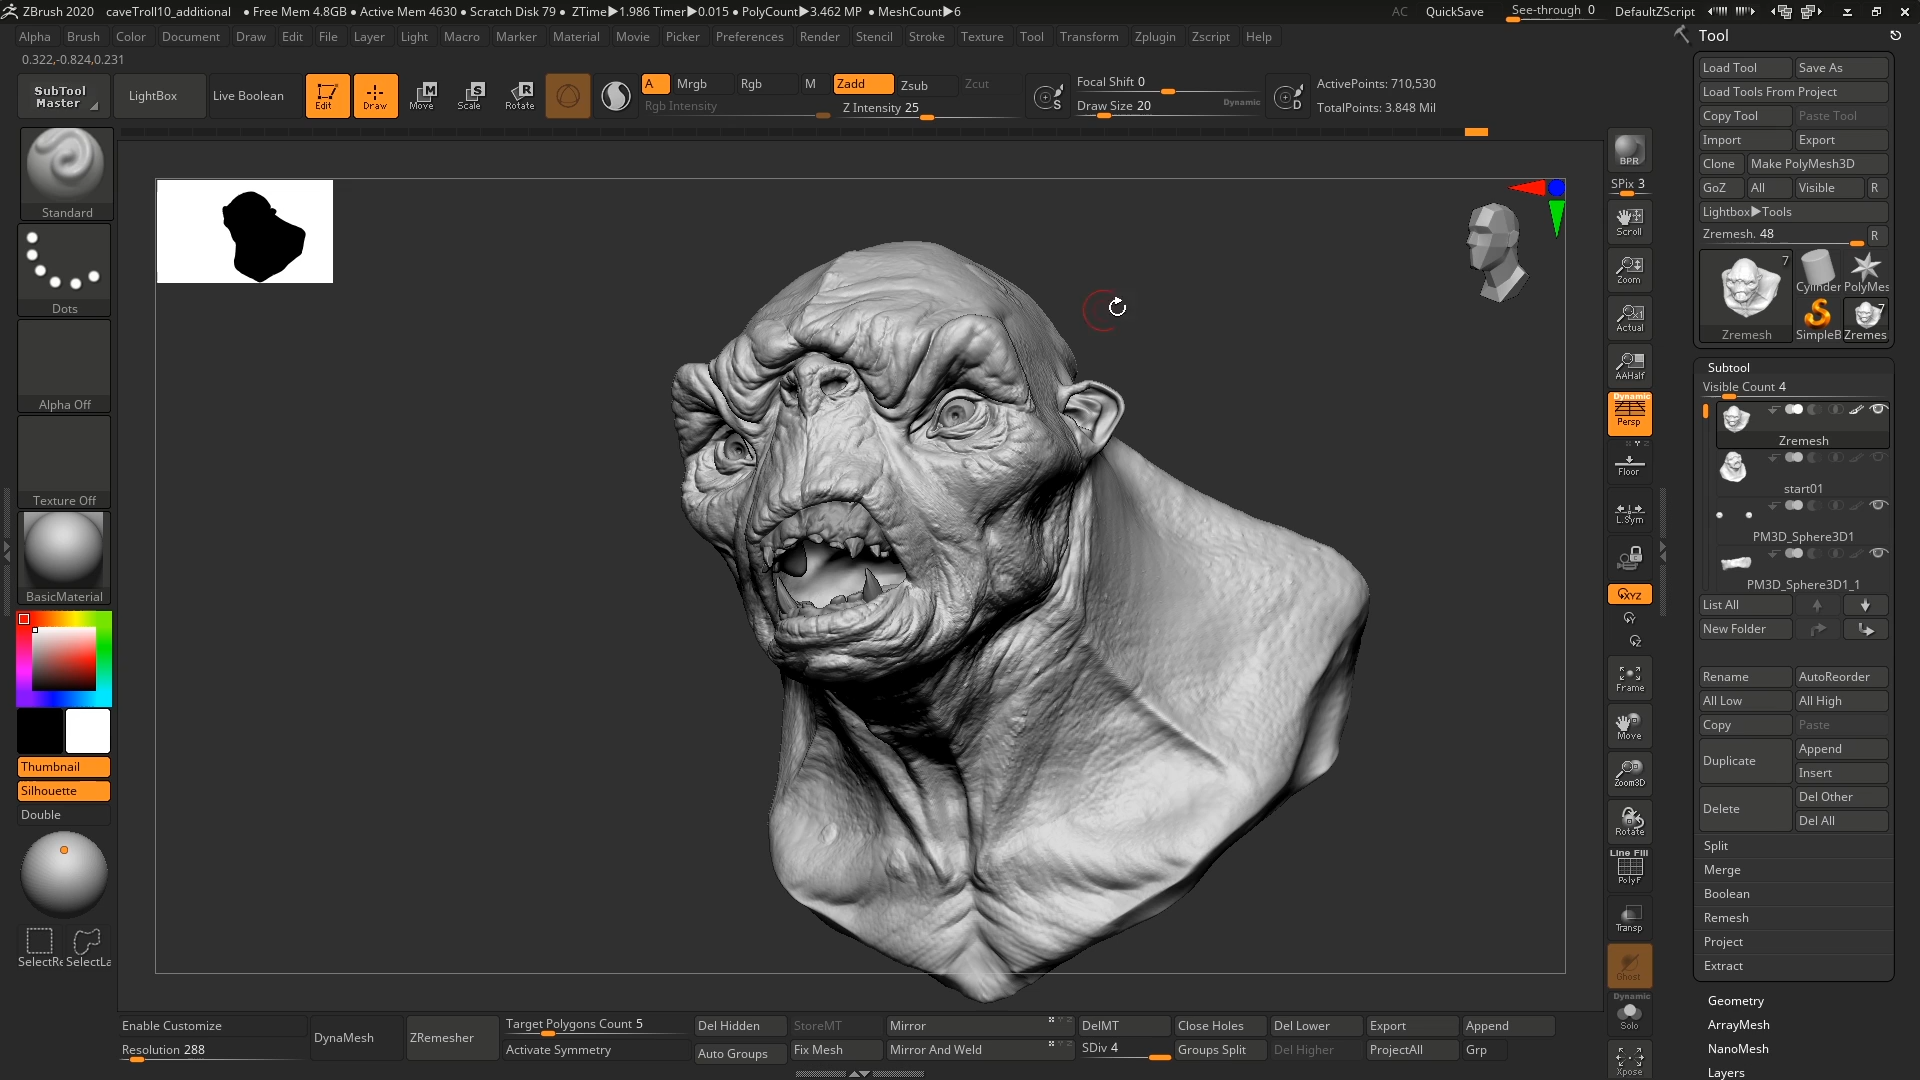 ZBrush 2020 caveTroll10_additional • Free Mem 4.8GB • Active Mem 4630 • Scratch Disk 79 • ZTime▶1.986 Timer▶0.015 • PolyCount▶3.462 MP • MeshCount▶6 AC QuickSave See-through 0 DefaultZScript
Alpha Brush Color Document Draw Edit File Layer Light Macro Marker Material Movie Picker Preferences Render Stencil Stroke Texture Tool Transform Zplugin Zscript Help
0.322,-0.824,0.231
SubTool
Master
LightBox
Live Boolean
Edit
Draw
Move
Scale
Rotate
A Mrgb Rgb M Zadd Zsub Zcut
Rgb Intensity Z Intensity 25
S
Focal Shift 0
Draw Size 20 Dynamic
D
ActivePoints: 710,530
TotalPoints: 3.848 Mil
Standard
Dots
Alpha Off
Texture Off
BasicMaterial
Thumbnail
Silhouette
Double
SelectRe SelectLa
BPR
SPix 3
Scroll
Zoom
Actual
AAHalf
Dynamic
Persp
Floor
L.Sym
XYZ
Y
Z
Frame
Move
Zoom3D
Rotate
Line Fill
PolyF
Transp
Ghost
Dynamic
Solo
Xpose
Tool
Load Tool Save As
Load Tools From Project
Copy Tool Paste Tool
Import Export
Clone Make PolyMesh3D
GoZ All Visible R
Lightbox▶Tools
Zremesh. 48 R
7
Cylinder PolyMes
7
Zremesh SimpleB Zremes
Subtool
Visible Count 4
Zremesh
start01
PM3D_Sphere3D1
PM3D_Sphere3D1_1
List All
New Folder
Rename AutoReorder
All Low All High
Copy Paste
Duplicate Append
Insert
Delete Del Other
Del All
Split
Merge
Boolean
Remesh
Project
Extract
Geometry
ArrayMesh
NanoMesh
Layers
Enable Customize
Resolution 288
DynaMesh
ZRemesher
Target Polygons Count 5
Activate Symmetry
Del Hidden StoreMT Mirror DelMT Close Holes Del Lower Export Append
Auto Groups Fix Mesh Mirror And Weld SDiv 4 Groups Split Del Higher ProjectAll Grp